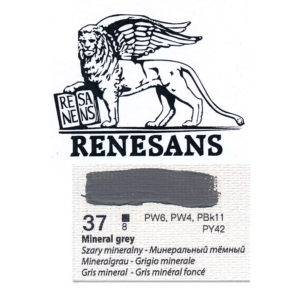 RE SA
NE NS
RENESANS
37 8 PW6, PW4, PBk11
PY42
Mineral grey
Szary mineralny - Минеральный тёмный
Mineralgrau - Grigio minerale
Gris mineral - Gris minéral foncé